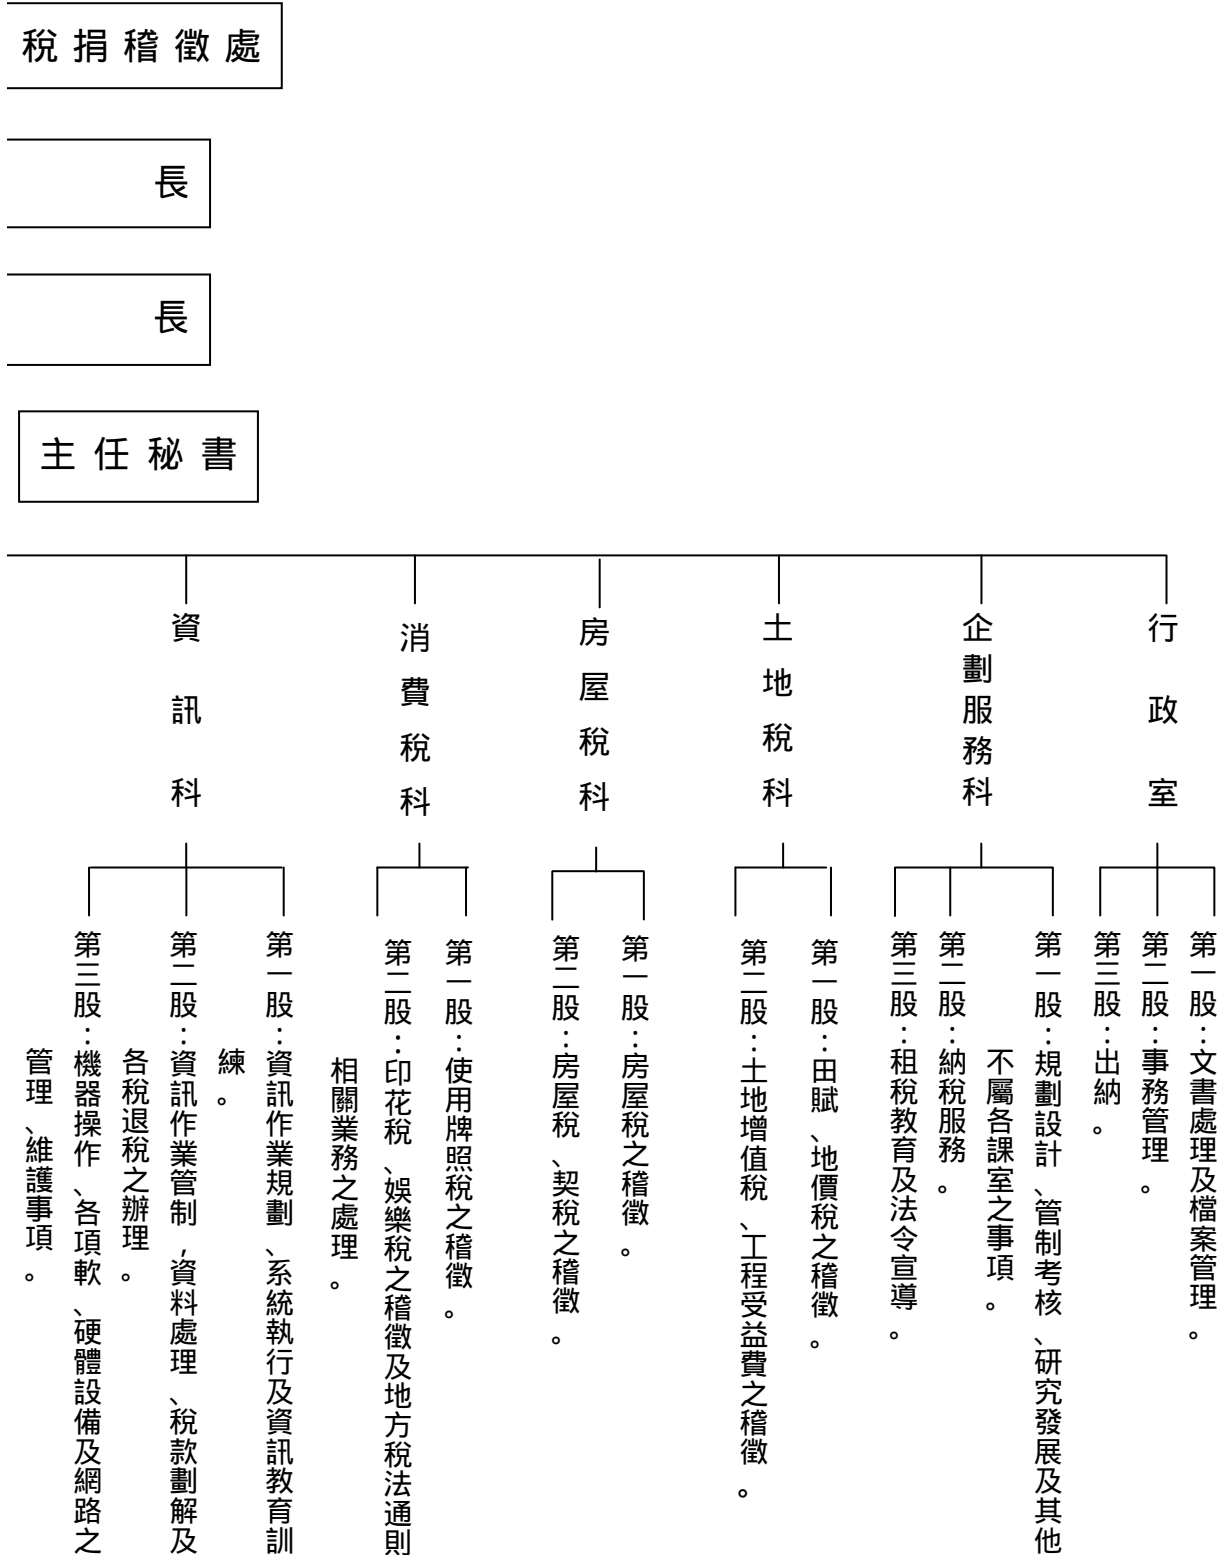 稅捐稽徵處
長
長
主任秘書
行政室
第一股：文書處理及檔案管理。
第二股：事務管理。
第三股：出納。
企劃服務科
第一股：規劃設計、管制考核、研究發展及其他
不屬各課室之事項。
第二股：納稅服務。
第三股：租稅教育及法令宣導。
土地稅科
第一股：田賦、地價稅之稽徵。
第二股：土地增值稅、工程受益費之稽徵。
房屋稅科
第一股：房屋稅之稽徵。
第二股：房屋稅、契稅之稽徵。
消費稅科
第一股：使用牌照稅之稽徵。
第二股：印花稅、娛樂稅之稽徵及地方稅法通則
相關業務之處理。
資訊科
第一股：資訊作業規劃、系統執行及資訊教育訓
練。
第二股：資訊作業管制，資料處理、稅款劃解及
各稅退稅之辦理。
第三股：機器操作、各項軟、硬體設備及網路之
管理、維護事項。